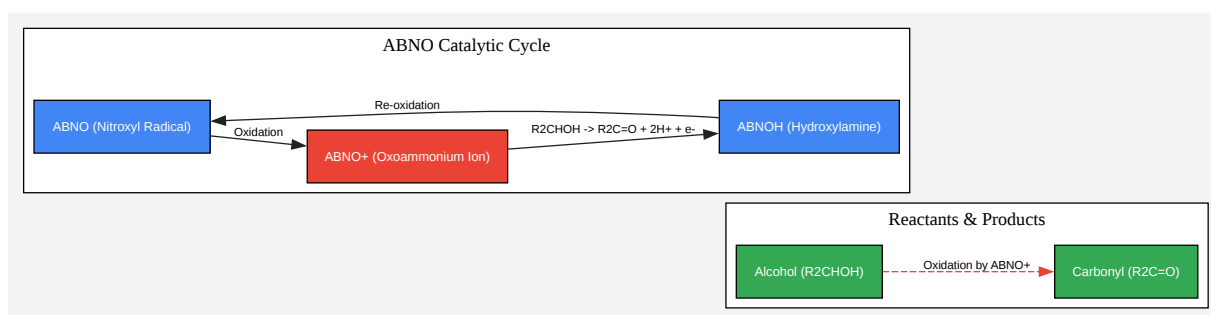 ABNO Catalytic Cycle
Re-oxidation
ABNO (Nitroxyl Radical)
Oxidation
ABNO+ (Oxoammonium Ion)
R2CHOH -> R2C=O + 2H+ + e-
ABNOH (Hydroxylamine)
Reactants & Products
Alcohol (R2CHOH)
Oxidation by ABNO+
Carbonyl (R2C=O)